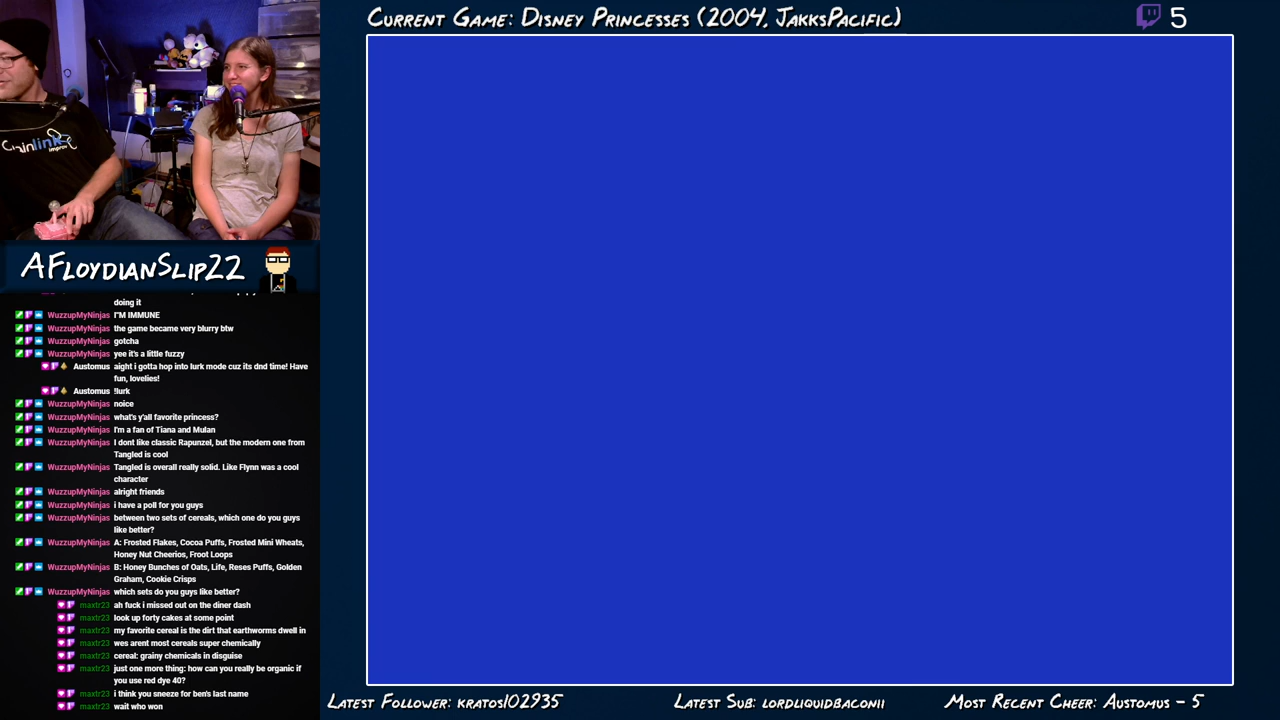 Current Game: Disney Princesses (2004, JakksPacific)
5
Chainlink
improv
AFloydianSlip22
doing it
WuzzupMyNinjas I"M IMMUNE
WuzzupMyNinjas the game became very blurry btw
WuzzupMyNinjas gotcha
WuzzupMyNinjas yee it's a little fuzzy
Austomus aight i gotta hop into lurk mode cuz its dnd time! Have
fun, lovelies!
Austomus !lurk
WuzzupMyNinjas noice
WuzzupMyNinjas what's y'all favorite princess?
WuzzupMyNinjas I'm a fan of Tiana and Mulan
WuzzupMyNinjas I dont like classic Rapunzel, but the modern one from
Tangled is cool
WuzzupMyNinjas Tangled is overall really solid. Like Flynn was a cool
character
WuzzupMyNinjas alright friends
WuzzupMyNinjas i have a poll for you guys
WuzzupMyNinjas between two sets of cereals, which one do you guys
like better?
WuzzupMyNinjas A: Frosted Flakes, Cocoa Puffs, Frosted Mini Wheats,
Honey Nut Cheerios, Froot Loops
WuzzupMyNinjas B: Honey Bunches of Oats, Life, Reses Puffs, Golden
Graham, Cookie Crisps
WuzzupMyNinjas which sets do you guys like better?
maxtr23 ah fuck i missed out on the diner dash
maxtr23 look up forty cakes at some point
maxtr23 my favorite cereal is the dirt that earthworms dwell in
maxtr23 wes arent most cereals super chemically
maxtr23 cereal: grainy chemicals in disguise
maxtr23 just one more thing: how can you really be organic if
you use red dye 40?
maxtr23 i think you sneeze for ben's last name
maxtr23 wait who won
Latest Follower: kratos102935
Latest Sub: lordliquidbaconii
Most Recent Cheer: Austomus - 5